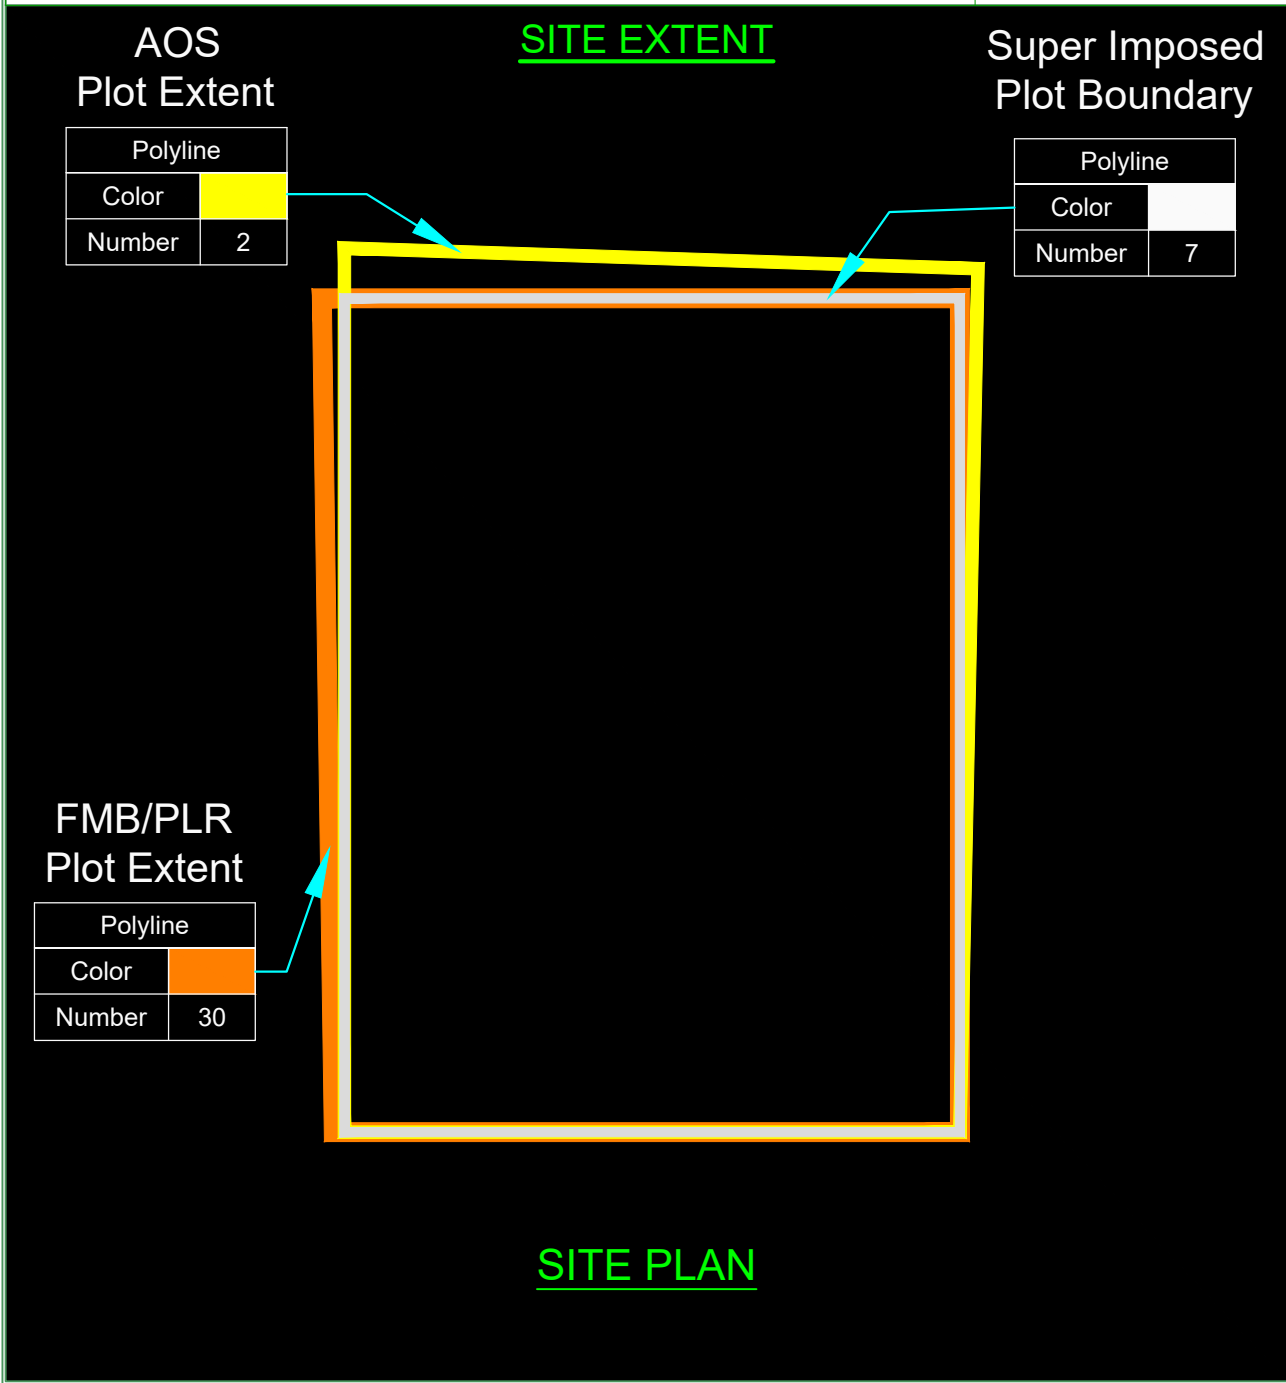 SITE EXTENT
AOS
Plot Extent
Polyline
Color
Number 2
Super Imposed
Plot Boundary
Polyline
Color
Number 7
FMB/PLR
Plot Extent
Polyline
Color
Number 30
SITE PLAN